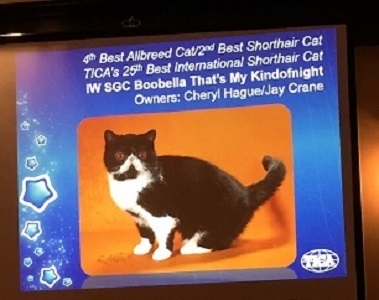 4th Best Allbreed Cat/2nd Best Shorthair Cat
TICA's 25th Best International Shorthair Cat
IW SGC Boobella That's My Kindofnight
Owners: Cheryl Hague/Jay Crane
TICA